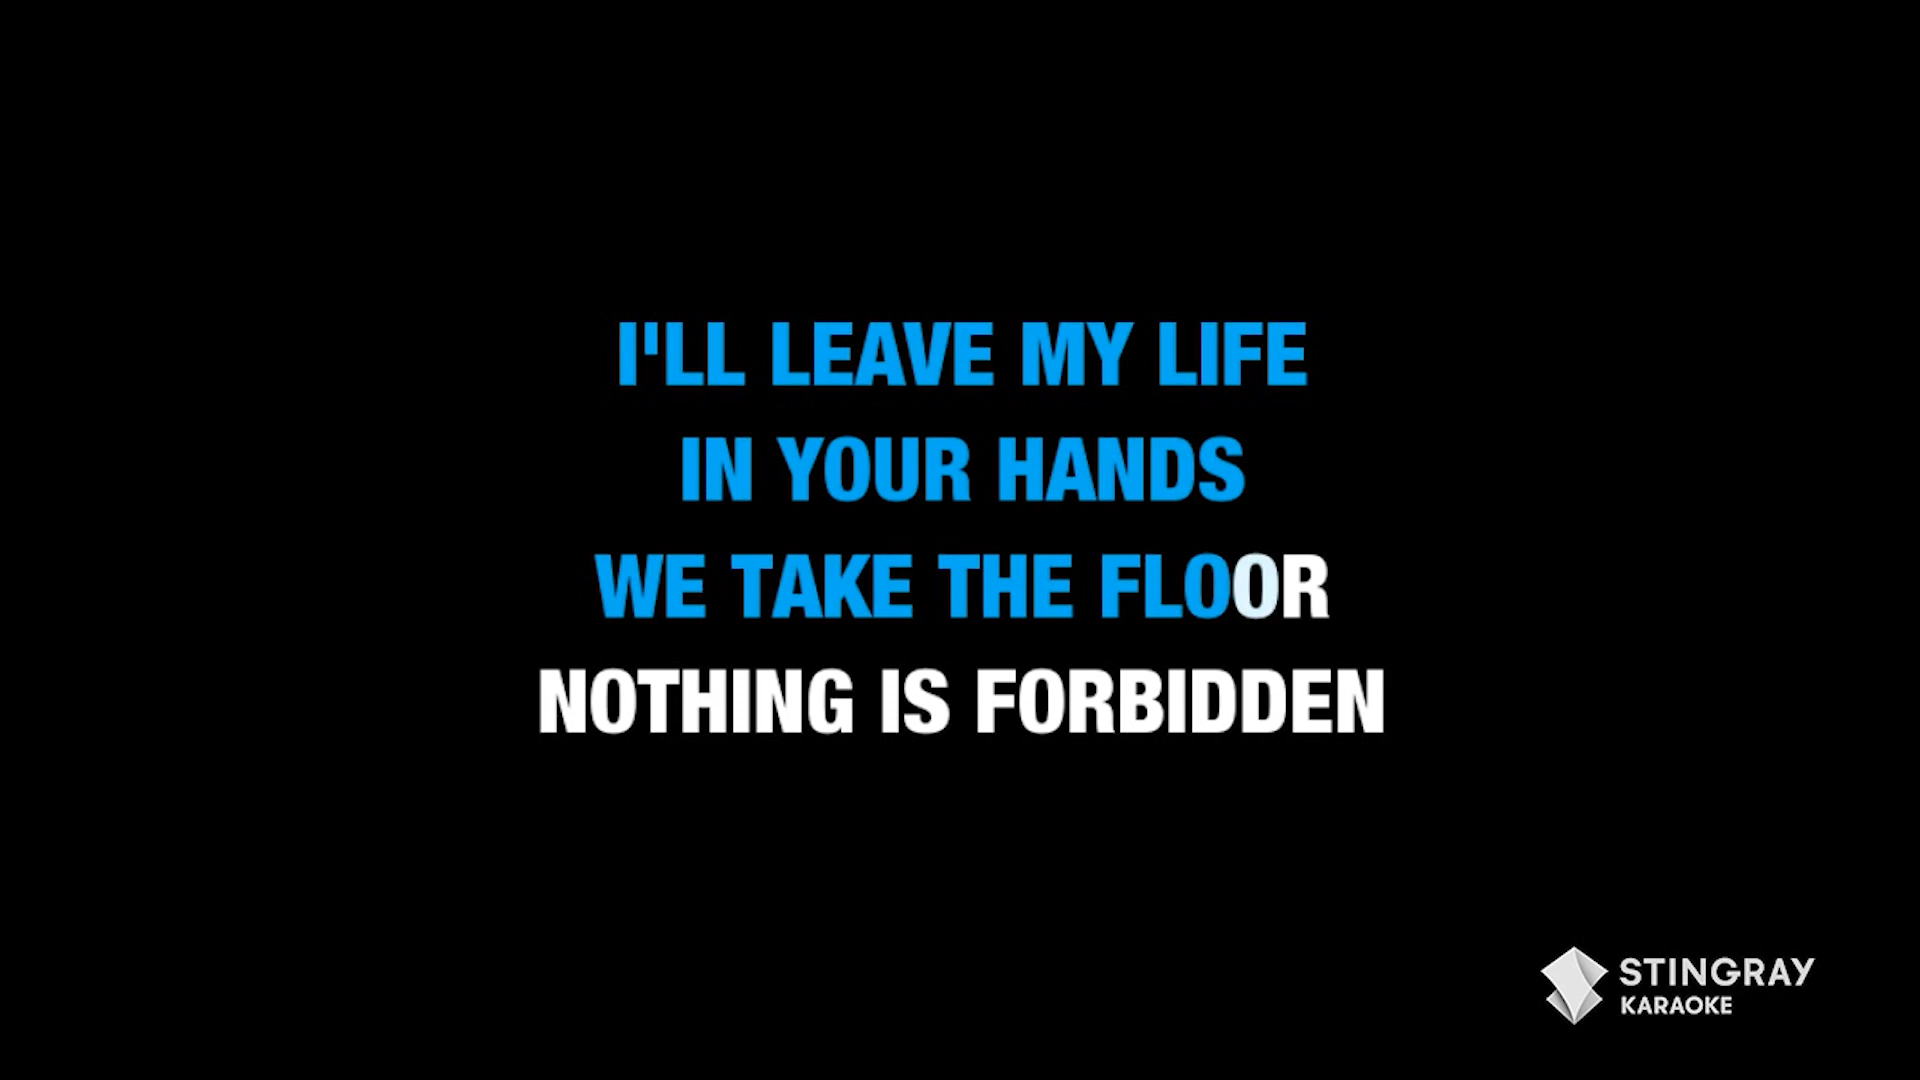 I'LL LEAVE MY LIFE
IN YOUR HANDS
WE TAKE THE FLOOR
NOTHING IS FORBIDDEN
STINGRAY
KARAOKE